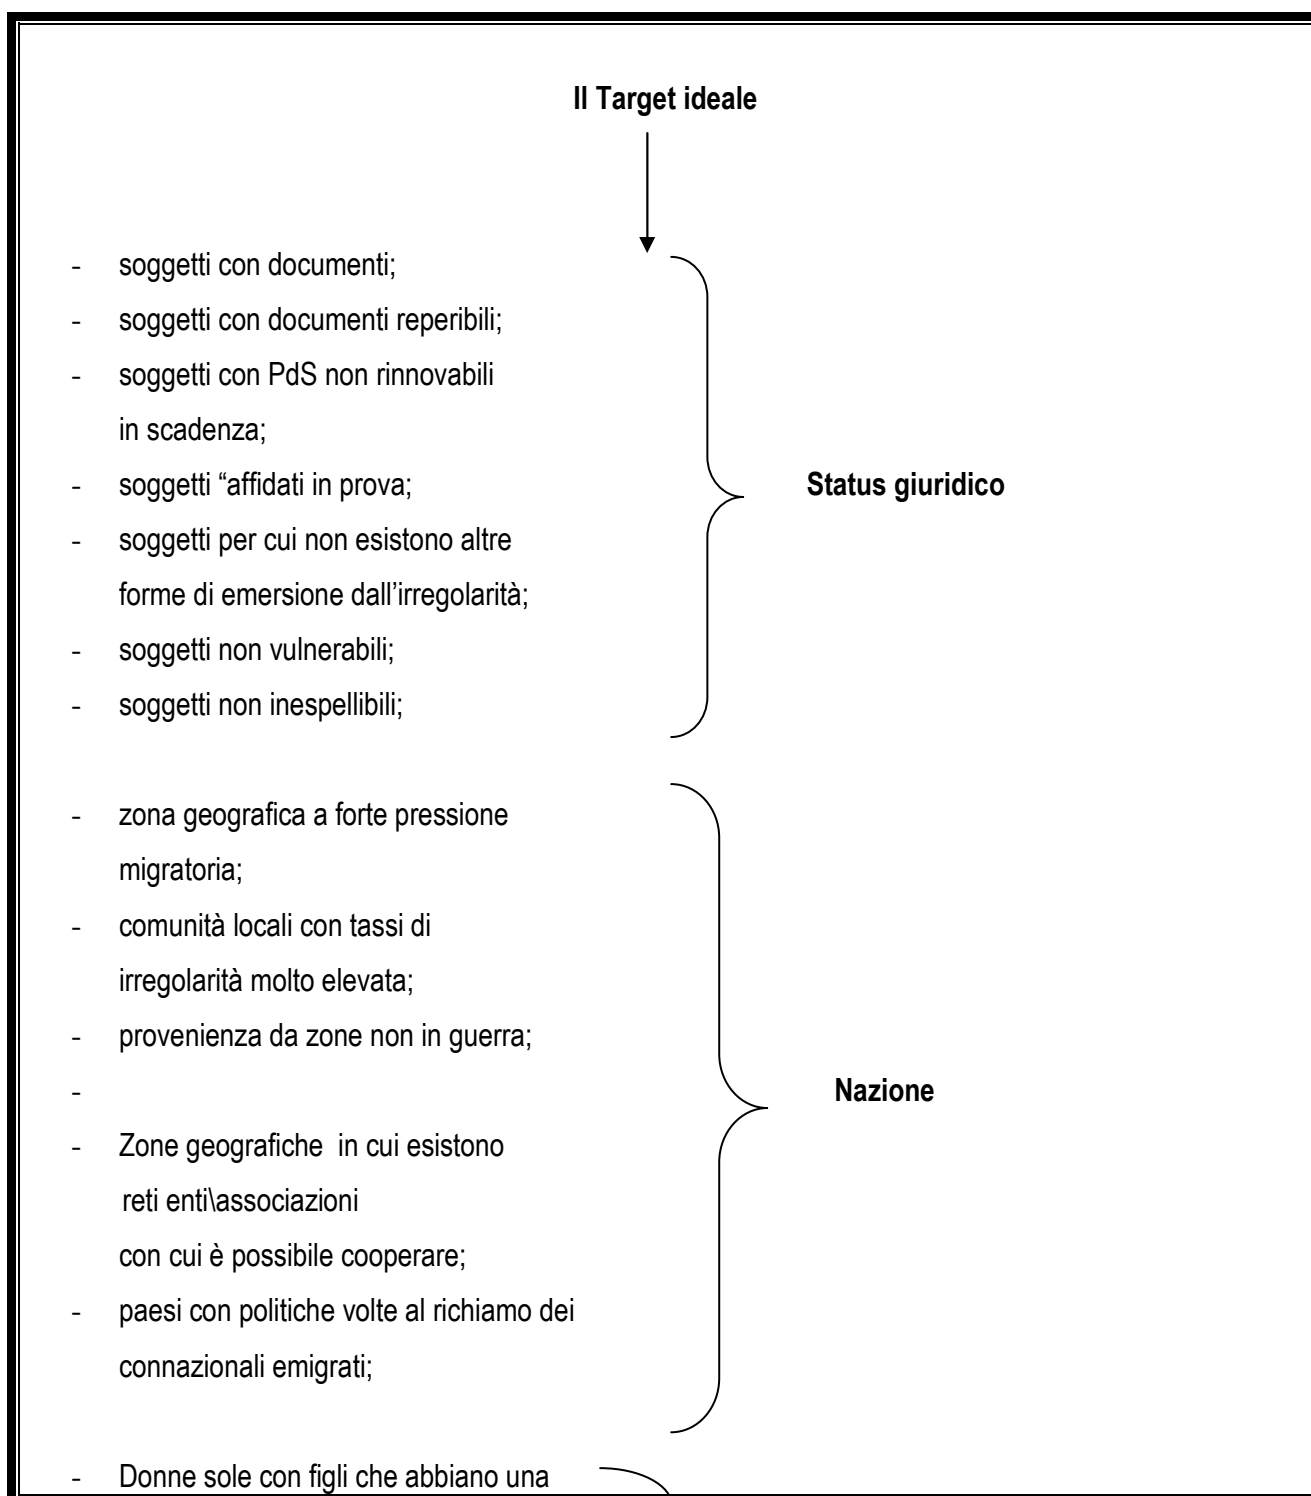 Il Target ideale
- soggetti con documenti;
- soggetti con documenti reperibili;
- soggetti con PdS non rinnovabili
in scadenza;
- soggetti “affidati in prova;
- soggetti per cui non esistono altre
forme di emersione dall’irregolarità;
- soggetti non vulnerabili;
- soggetti non inespellibili;
Status giuridico
- zona geografica a forte pressione
migratoria;
- comunità locali con tassi di
irregolarità molto elevata;
- provenienza da zone non in guerra;
-
- Zone geografiche in cui esistono
reti enti\associazioni
con cui è possibile cooperare;
- paesi con politiche volte al richiamo dei
connazionali emigrati;
Nazione
- Donne sole con figli che abbiano una